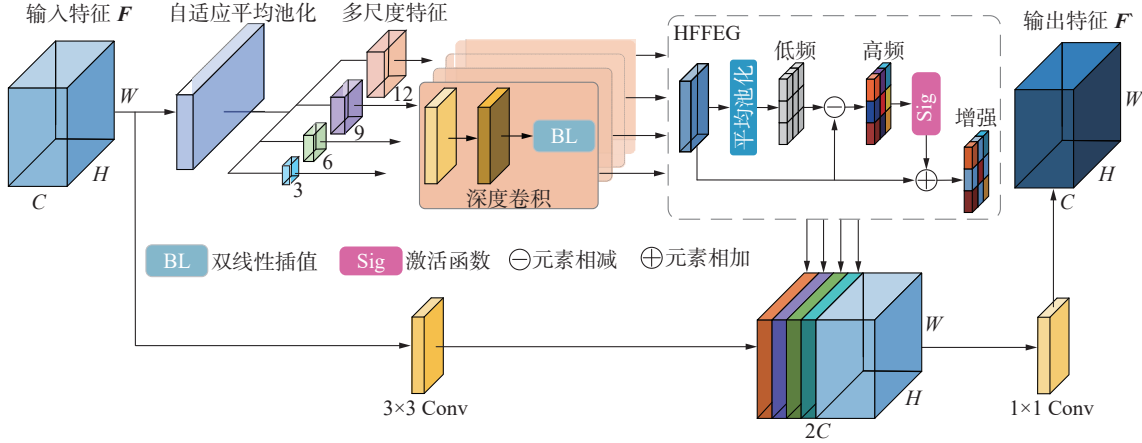 输入特征 F
自适应平均池化
多尺度特征
HFFEG
低频
高频
输出特征 F`
W
12
平均池化
Sig
增强
W
9
BL
H
6
H
C
3
深度卷积
C
BL 双线性插值
Sig 激活函数
元素相减
元素相加
W
H
3×3 Conv
2C
1×1 Conv